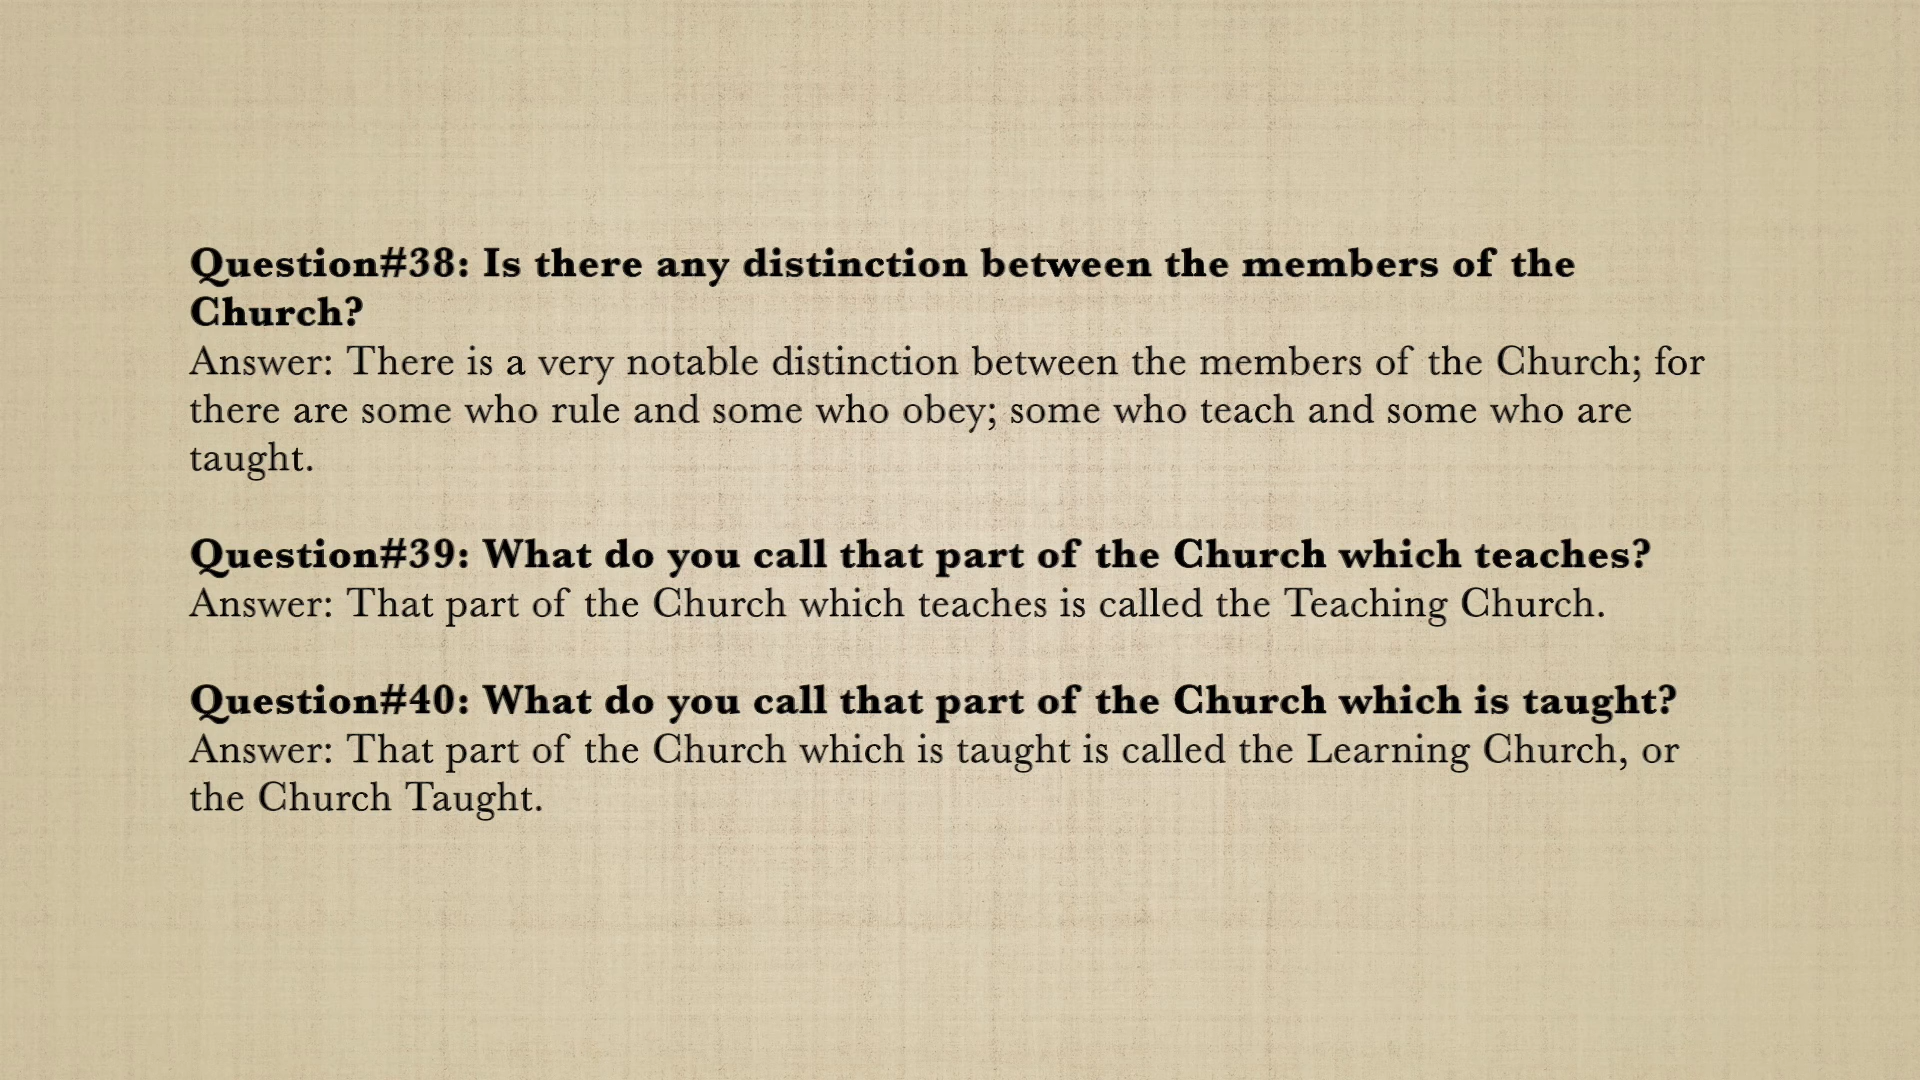 Question#38: Is there any distinction between the members of the
Church?
Answer: There is a very notable distinction between the members of the Church; for
there are some who rule and some who obey; some who teach and some who are
taught.
Question#39: What do you call that part of the Church which teaches?
Answer: That part of the Church which teaches is called the Teaching Church.
Question#40: What do you call that part of the Church which is taught?
Answer: That part of the Church which is taught is called the Learning Church, or
the Church Taught.